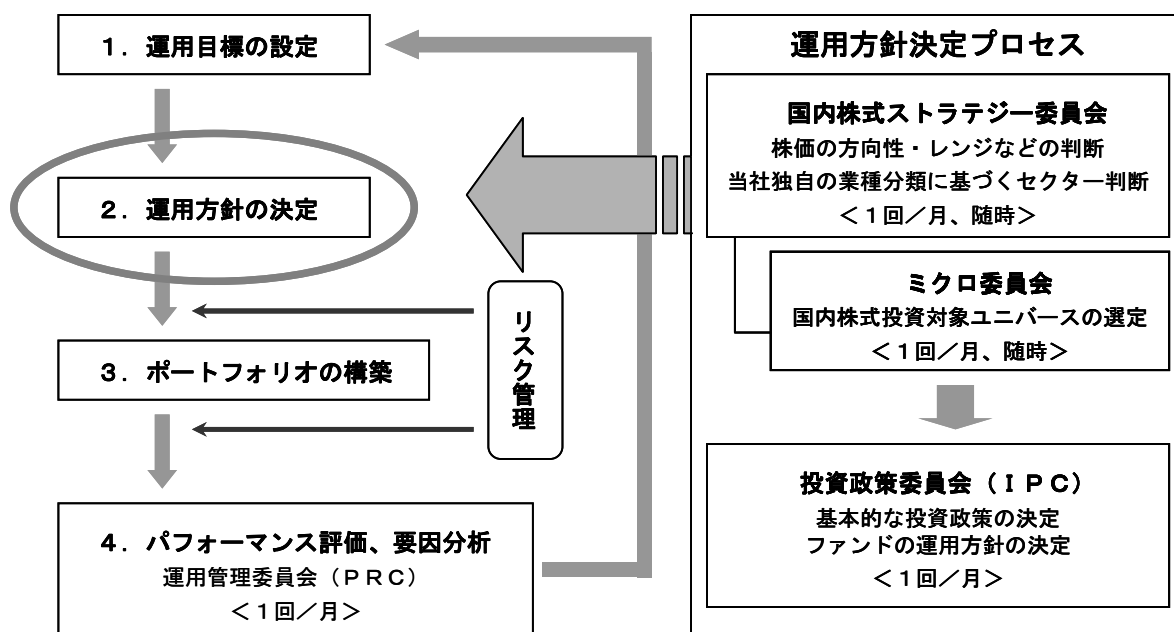 １．運用目標の設定
２．運用方針の決定
３．ポートフォリオの構築
４．パフォーマンス評価、要因分析
運用管理委員会（ＰＲＣ）
＜１回／月＞
リスク管理
運用方針決定プロセス
国内株式ストラテジー委員会
株価の方向性・レンジなどの判断
当社独自の業種分類に基づくセクター判断
＜１回／月、随時＞
ミクロ委員会
国内株式投資対象ユニバースの選定
＜１回／月、随時＞
投資政策委員会（ＩＰＣ）
基本的な投資政策の決定
ファンドの運用方針の決定
＜１回／月＞